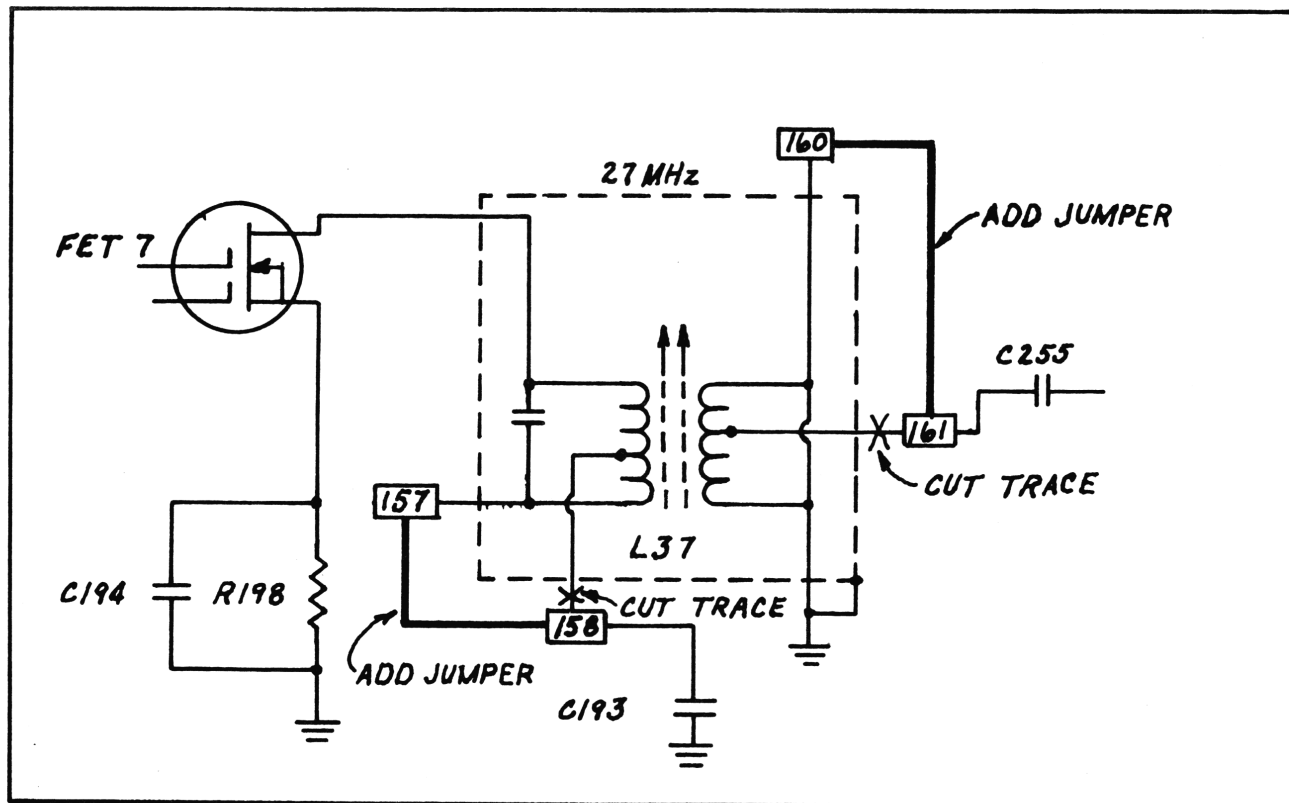 160
27 MHz
ADD JUMPER
FET 7
C255
161
CUT TRACE
157
L37
C194
R198
CUT TRACE
158
ADD JUMPER
C193